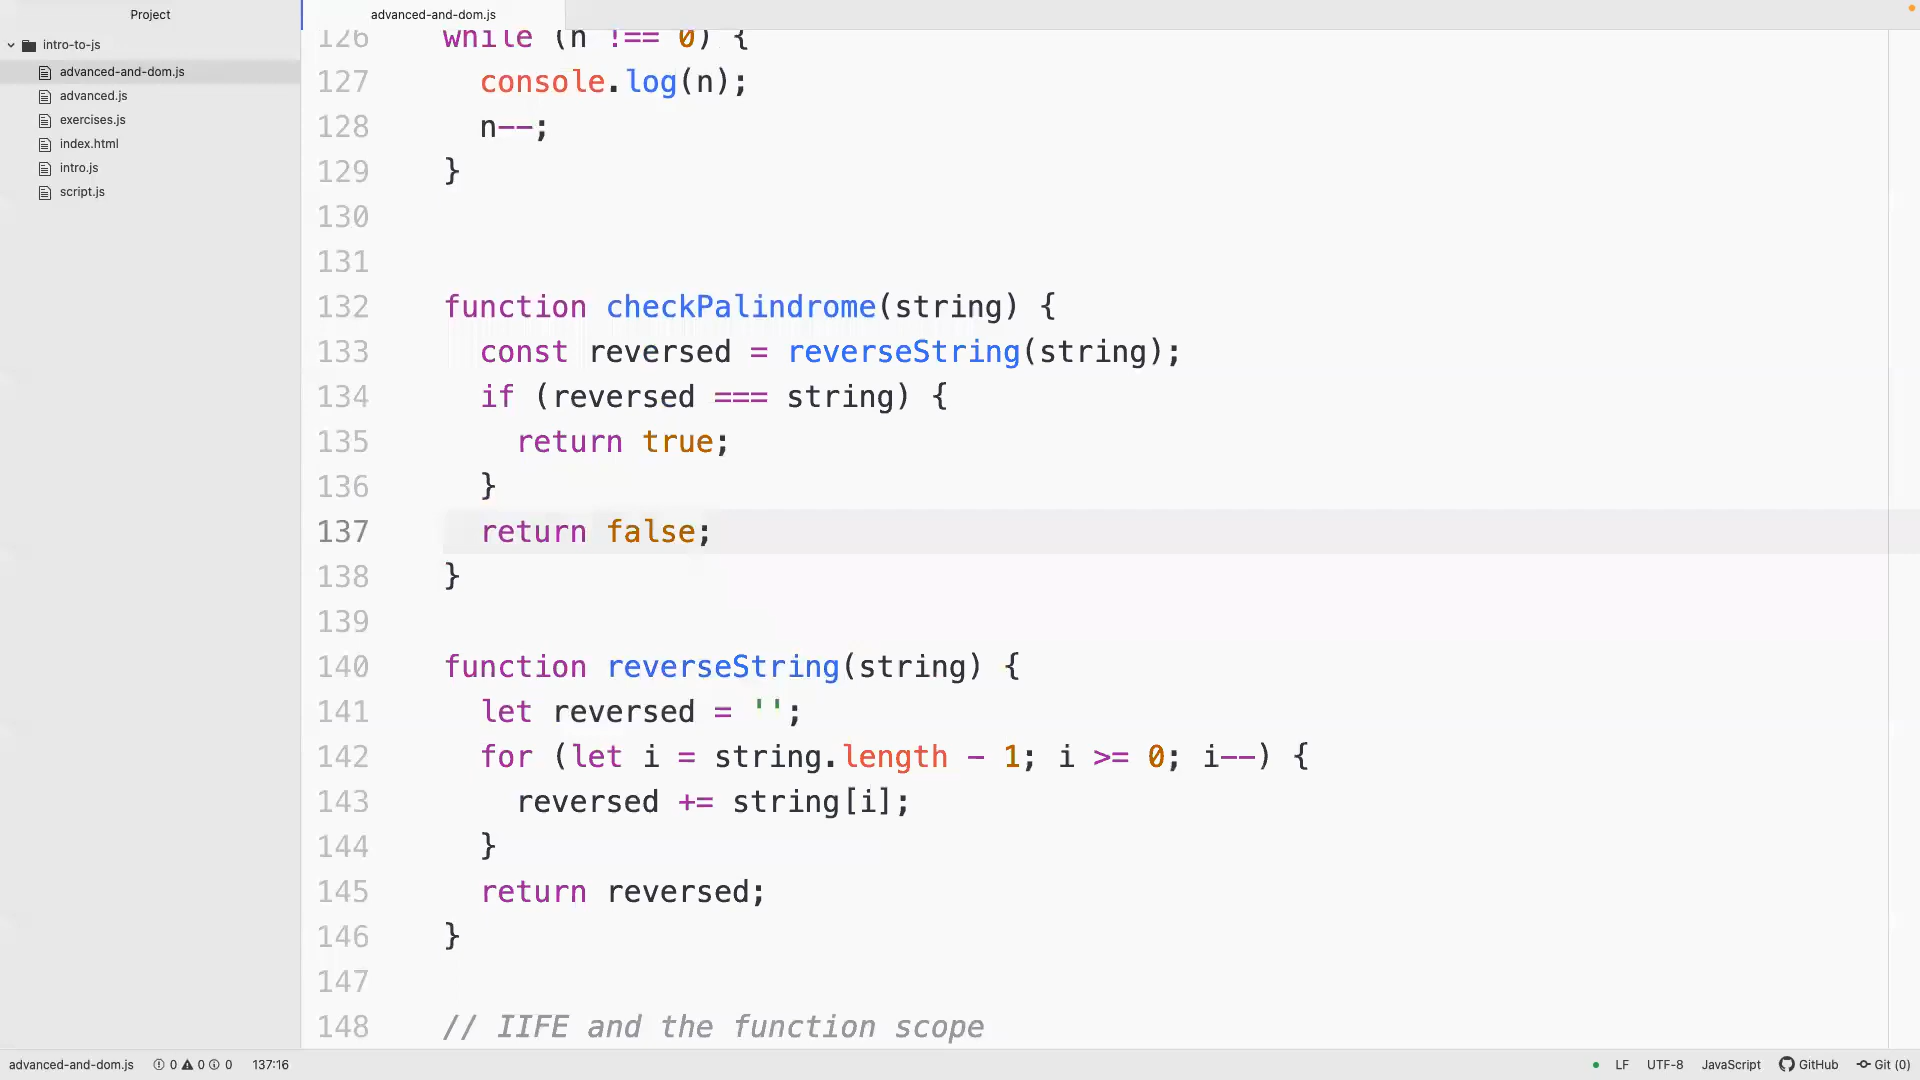 Project
intro-to-js
advanced-and-dom.js
advanced.js
exercises.js
index.html
intro.js
script.js
advanced-and-dom.js
126 while (n !== 0) {
127 console.log(n);
128 n--;
129 }
130
131
132 function checkPalindrome(string) {
133 const reversed = reverseString(string);
134 if (reversed === string) {
135 return true;
136 }
137 return false;
138 }
139
140 function reverseString(string) {
141 let reversed = '';
142 for (let i = string.length - 1; i >= 0; i--) {
143 reversed += string[i];
144 }
145 return reversed;
146 }
147
148 // IIFE and the function scope
advanced-and-dom.js 0 0 0 137:16 LF UTF-8 JavaScript GitHub Git (0)